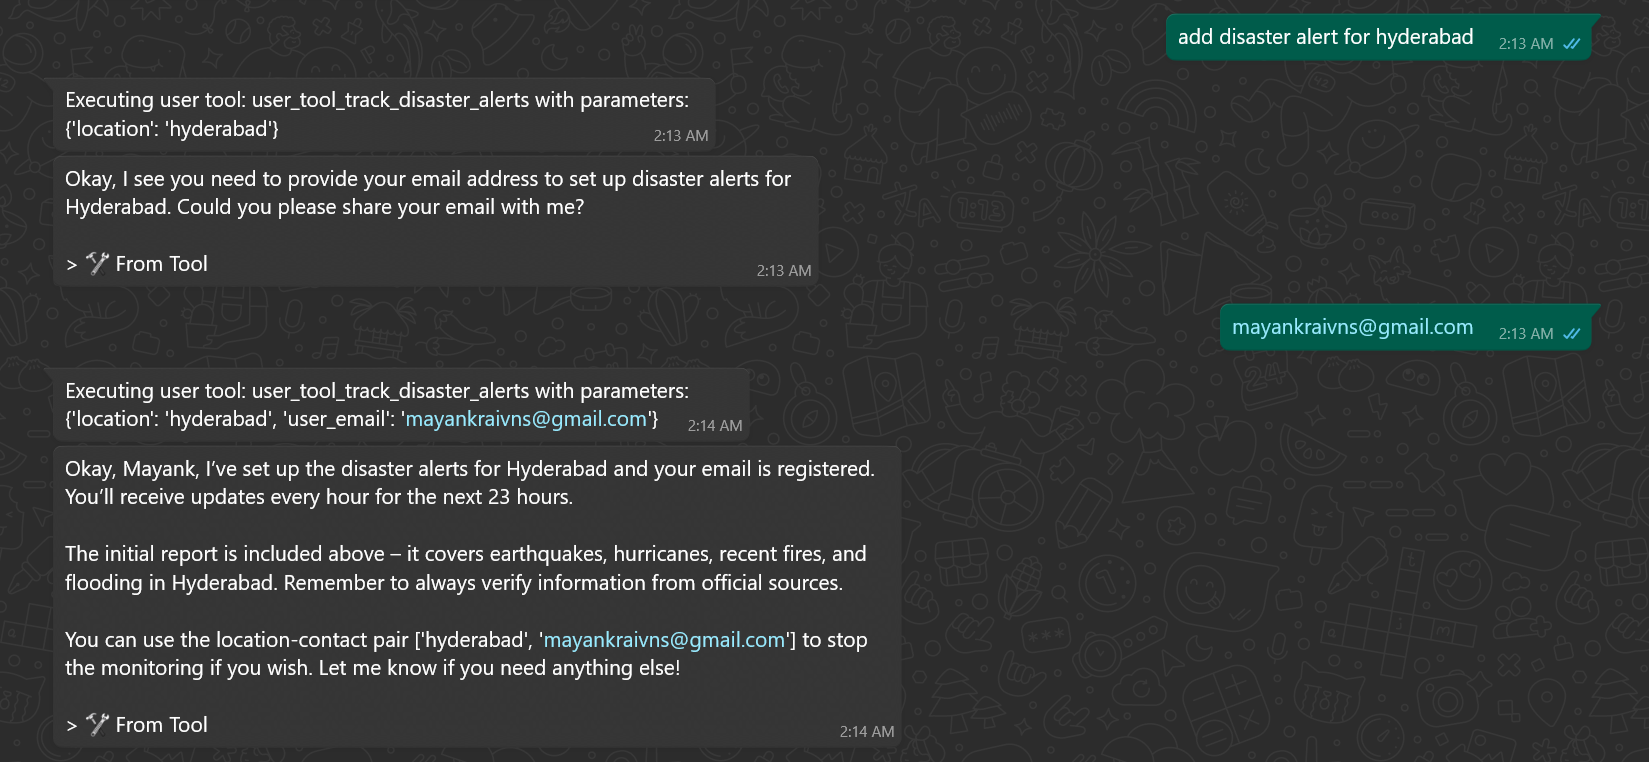 add disaster alert for hyderabad 2:13 AM
Executing user tool: user_tool_track_disaster_alerts with parameters:
{'location': 'hyderabad'}
2:13 AM
Okay, I see you need to provide your email address to set up disaster alerts for
Hyderabad. Could you please share your email with me?
> 🛠 From Tool
2:13 AM
mayankraivns@gmail.com 2:13 AM
Executing user tool: user_tool_track_disaster_alerts with parameters:
{'location': 'hyderabad', 'user_email': 'mayankraivns@gmail.com'}
2:14 AM
Okay, Mayank, I’ve set up the disaster alerts for Hyderabad and your email is registered.
You’ll receive updates every hour for the next 23 hours.
The initial report is included above – it covers earthquakes, hurricanes, recent fires, and
flooding in Hyderabad. Remember to always verify information from official sources.
You can use the location-contact pair ['hyderabad', 'mayankraivns@gmail.com'] to stop
the monitoring if you wish. Let me know if you need anything else!
> 🛠 From Tool
2:14 AM